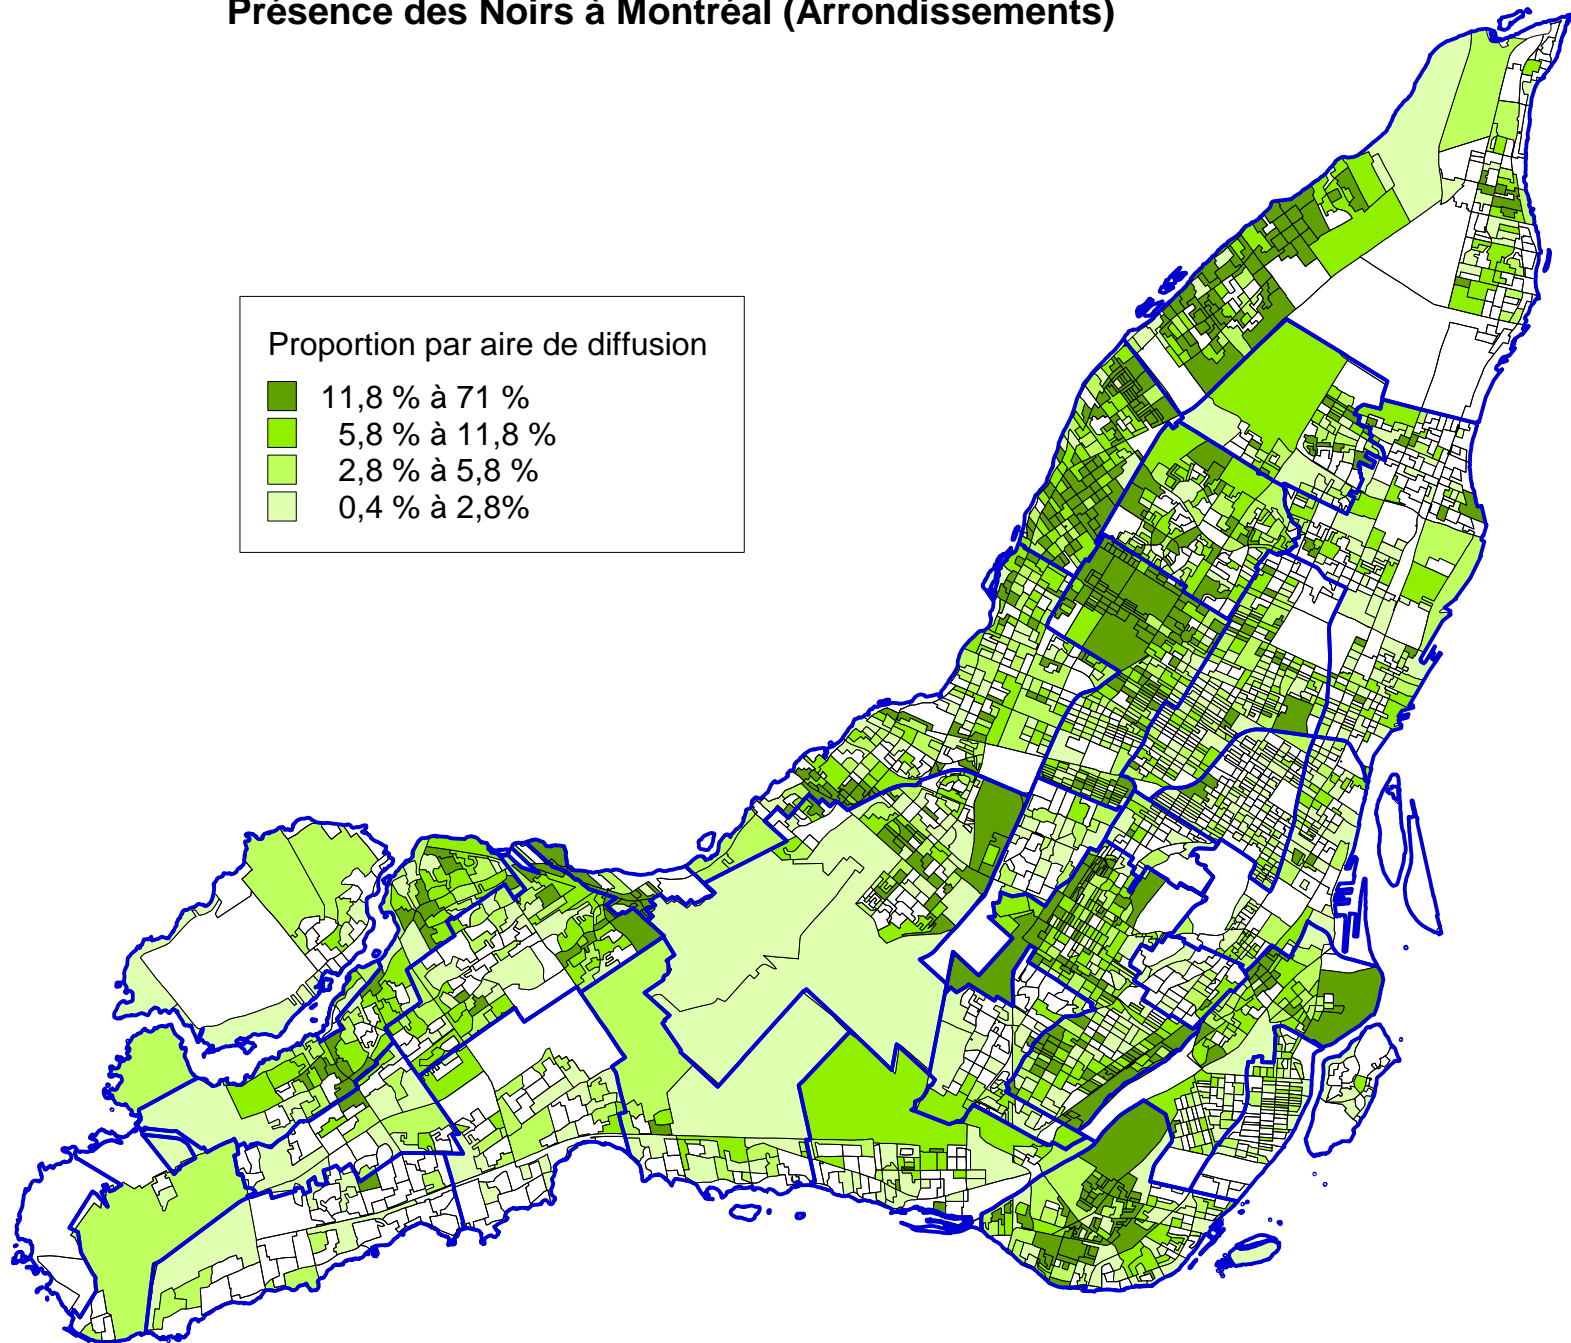 Présence des Noirs à Montréal (Arrondissements)
Proportion par aire de diffusion
11,8 % à 71 %
5,8 % à 11,8 %
2,8 % à 5,8 %
0,4 % à 2,8%